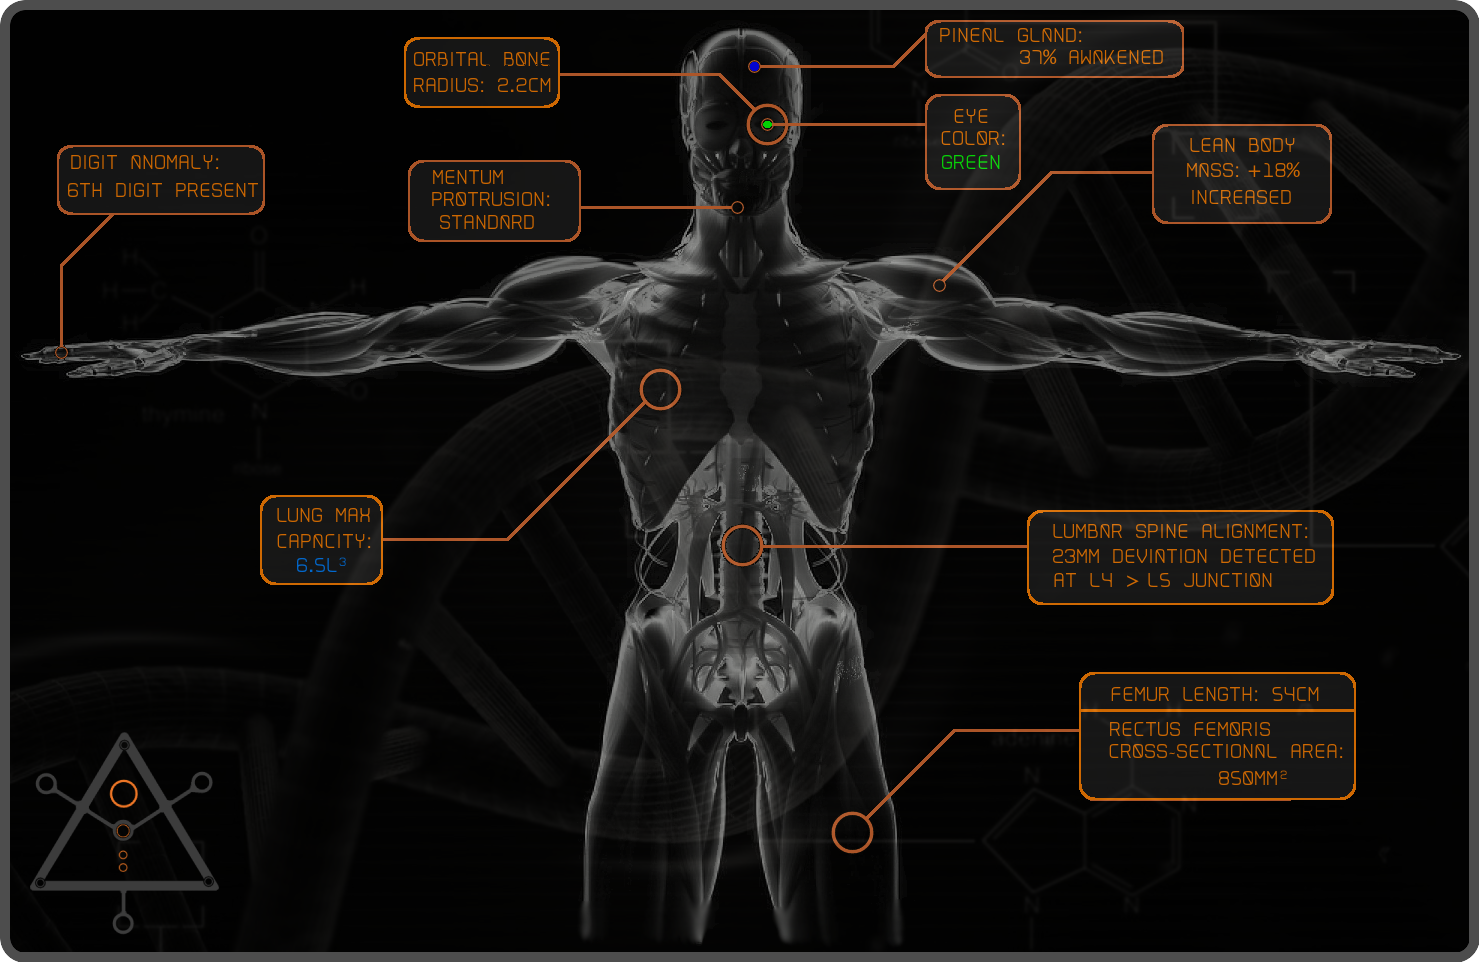 ORBITAL BONE
RADIUS: 2.2CM
PINEAL GLAND:
37% AWAKENED
EYE
COLOR:
GREEN
LEAN BODY
MASS: +18%
INCREASED
DIGIT ANOMALY:
6TH DIGIT PRESENT
MENTUM
PROTRUSION:
STANDARD
LUNG MAX
CAPACITY:
6.5L³
LUMBAR SPINE ALIGNMENT:
23MM DEVIATION DETECTED
AT L4 > L5 JUNCTION
FEMUR LENGTH: 54CM
RECTUS FEMORIS
CROSS-SECTIONAL AREA:
850MM²
thymine